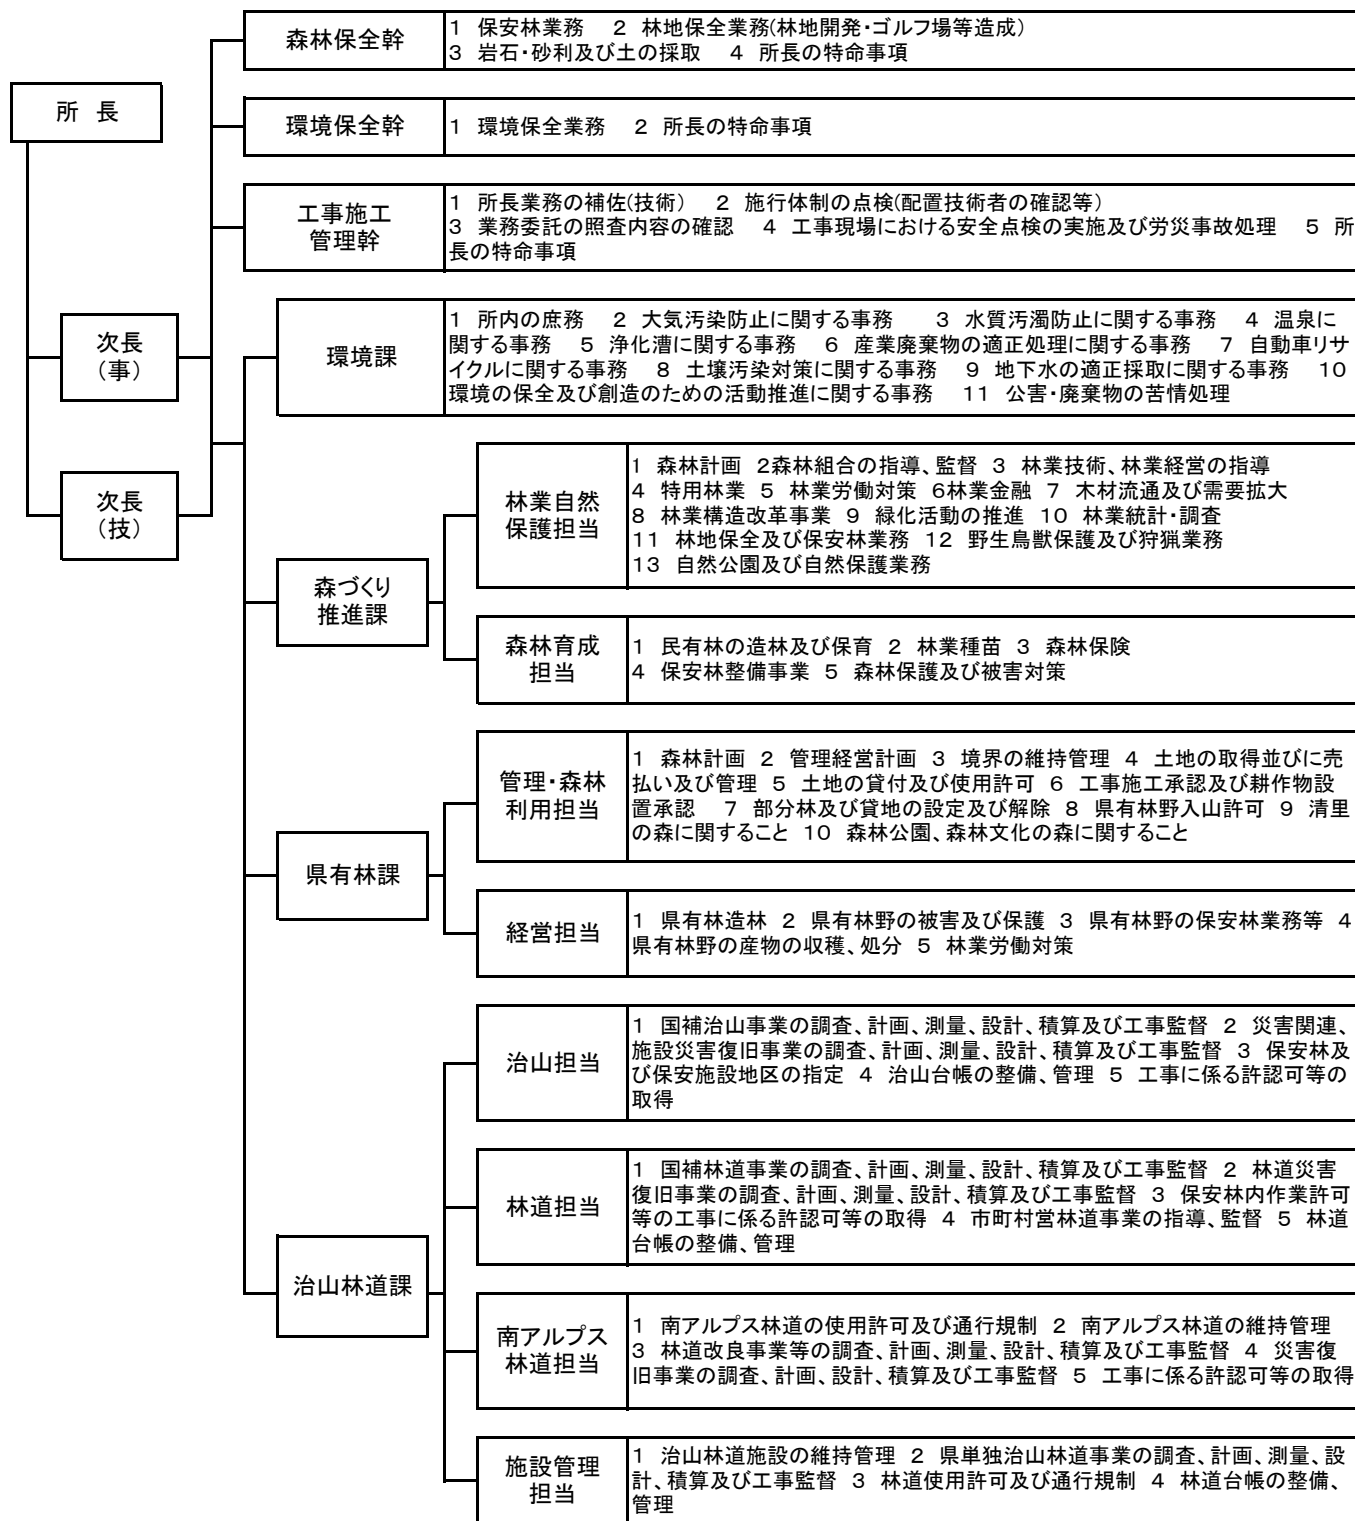 所 長
次長
（事）
次長
（技）
森林保全幹
1 保安林業務 2 林地保全業務(林地開発・ゴルフ場等造成)
3 岩石・砂利及び土の採取 4 所長の特命事項
環境保全幹
1 環境保全業務 2 所長の特命事項
工事施工
管理幹
1 所長業務の補佐(技術) 2 施行体制の点検(配置技術者の確認等)
3 業務委託の照査内容の確認 4 工事現場における安全点検の実施及び労災事故処理 5 所
長の特命事項
環境課
1 所内の庶務 2 大気汚染防止に関する事務 3 水質汚濁防止に関する事務 4 温泉に
関する事務 5 浄化漕に関する事務 6 産業廃棄物の適正処理に関する事務 7 自動車リサ
イクルに関する事務 8 土壌汚染対策に関する事務 9 地下水の適正採取に関する事務 10
環境の保全及び創造のための活動推進に関する事務 11 公害・廃棄物の苦情処理
森づくり
推進課
林業自然
保護担当
1 森林計画 2森林組合の指導、監督 3 林業技術、林業経営の指導
4 特用林業 5 林業労働対策 6林業金融 7 木材流通及び需要拡大
8 林業構造改革事業 9 緑化活動の推進 10 林業統計・調査
11 林地保全及び保安林業務 12 野生鳥獣保護及び狩猟業務
13 自然公園及び自然保護業務
森林育成
担当
1 民有林の造林及び保育 2 林業種苗 3 森林保険
4 保安林整備事業 5 森林保護及び被害対策
県有林課
管理・森林
利用担当
1 森林計画 2 管理経営計画 3 境界の維持管理 4 土地の取得並びに売
払い及び管理 5 土地の貸付及び使用許可 6 工事施工承認及び耕作物設
置承認 7 部分林及び貸地の設定及び解除 8 県有林野入山許可 9 清里
の森に関すること 10 森林公園、森林文化の森に関すること
経営担当
1 県有林造林 2 県有林野の被害及び保護 3 県有林野の保安林業務等 4
県有林野の産物の収穫、処分 5 林業労働対策
治山林道課
治山担当
1 国補治山事業の調査、計画、測量、設計、積算及び工事監督 2 災害関連、
施設災害復旧事業の調査、計画、測量、設計、積算及び工事監督 3 保安林及
び保安施設地区の指定 4 治山台帳の整備、管理 5 工事に係る許認可等の
取得
林道担当
1 国補林道事業の調査、計画、測量、設計、積算及び工事監督 2 林道災害
復旧事業の調査、計画、測量、設計、積算及び工事監督 3 保安林内作業許可
等の工事に係る許認可等の取得 4 市町村営林道事業の指導、監督 5 林道
台帳の整備、管理
南アルプス
林道担当
1 南アルプス林道の使用許可及び通行規制 2 南アルプス林道の維持管理
3 林道改良事業等の調査、計画、測量、設計、積算及び工事監督 4 災害復
旧事業の調査、計画、設計、積算及び工事監督 5 工事に係る許認可等の取得
施設管理
担当
1 治山林道施設の維持管理 2 県単独治山林道事業の調査、計画、測量、設
計、積算及び工事監督 3 林道使用許可及び通行規制 4 林道台帳の整備、
管理